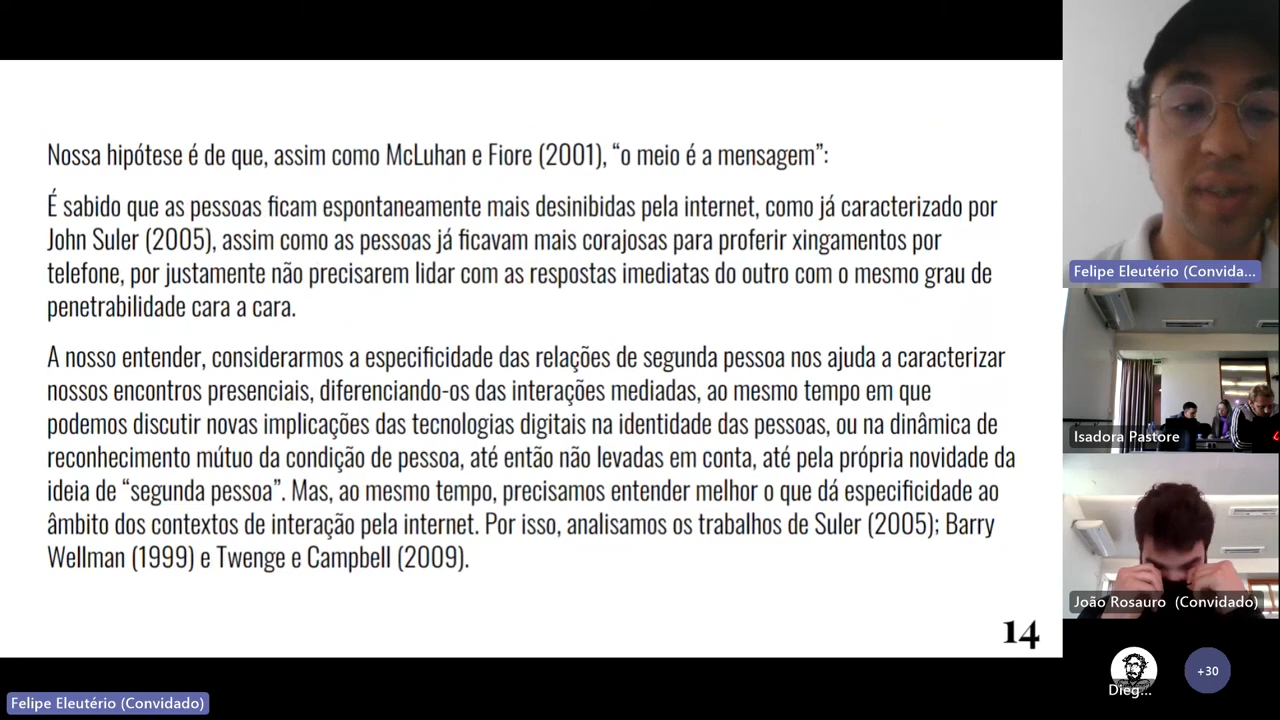 Nossa hipótese é de que, assim como McLuhan e Fiore (2001), “o meio é a mensagem”:
É sabido que as pessoas ficam espontaneamente mais desinibidas pela internet, como já caracterizado por
John Suler (2005), assim como as pessoas já ficavam mais corajosas para proferir xingamentos por
telefone, por justamente não precisarem lidar com as respostas imediatas do outro com o mesmo grau de
penetrabilidade cara a cara.
A nosso entender, considerarmos a especificidade das relações de segunda pessoa nos ajuda a caracterizar
nossos encontros presenciais, diferenciando-os das interações mediadas, ao mesmo tempo em que
podemos discutir novas implicações das tecnologias digitais na identidade das pessoas, ou na dinâmica de
reconhecimento mútuo da condição de pessoa, até então não levadas em conta, até pela própria novidade da
ideia de “segunda pessoa”. Mas, ao mesmo tempo, precisamos entender melhor o que dá especificidade ao
âmbito dos contextos de interação pela internet. Por isso, analisamos os trabalhos de Suler (2005); Barry
Wellman (1999) e Twenge e Campbell (2009).
14
Felipe Eleutério (Convidado)
Felipe Eleutério (Convida...
Isadora Pastore
João Rosauro (Convidado)
Dieg...
+30